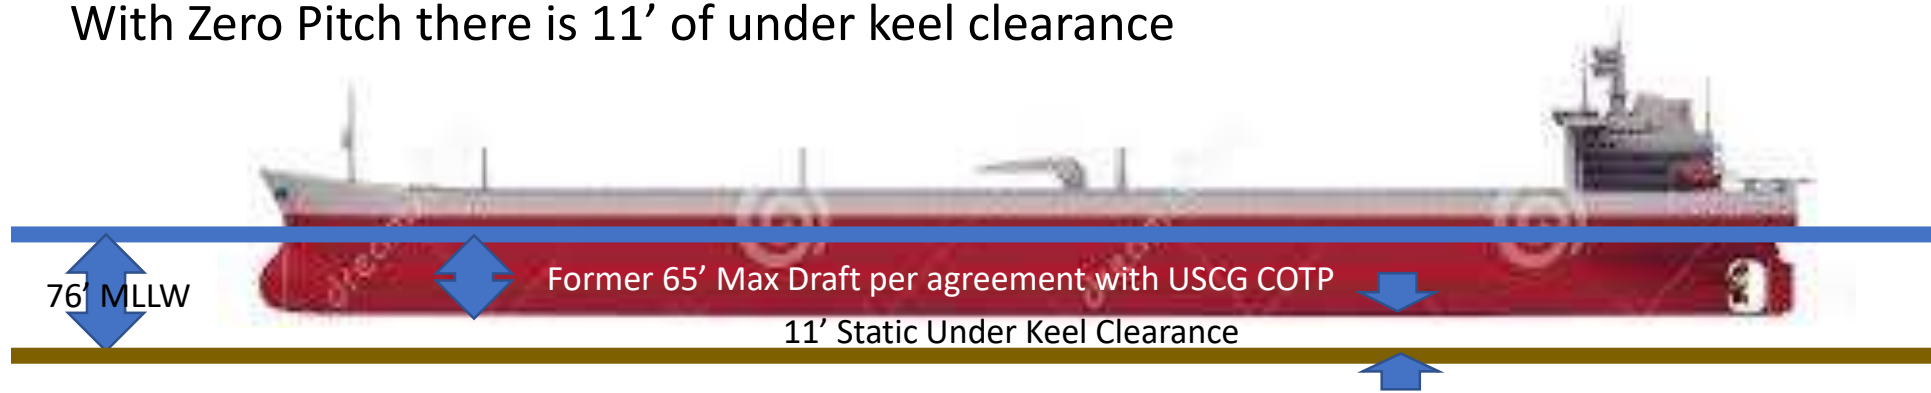 With Zero Pitch there is 11’ of under keel clearance
76’ MLLW
Former 65’ Max Draft per agreement with USCG COTP
11’ Static Under Keel Clearance